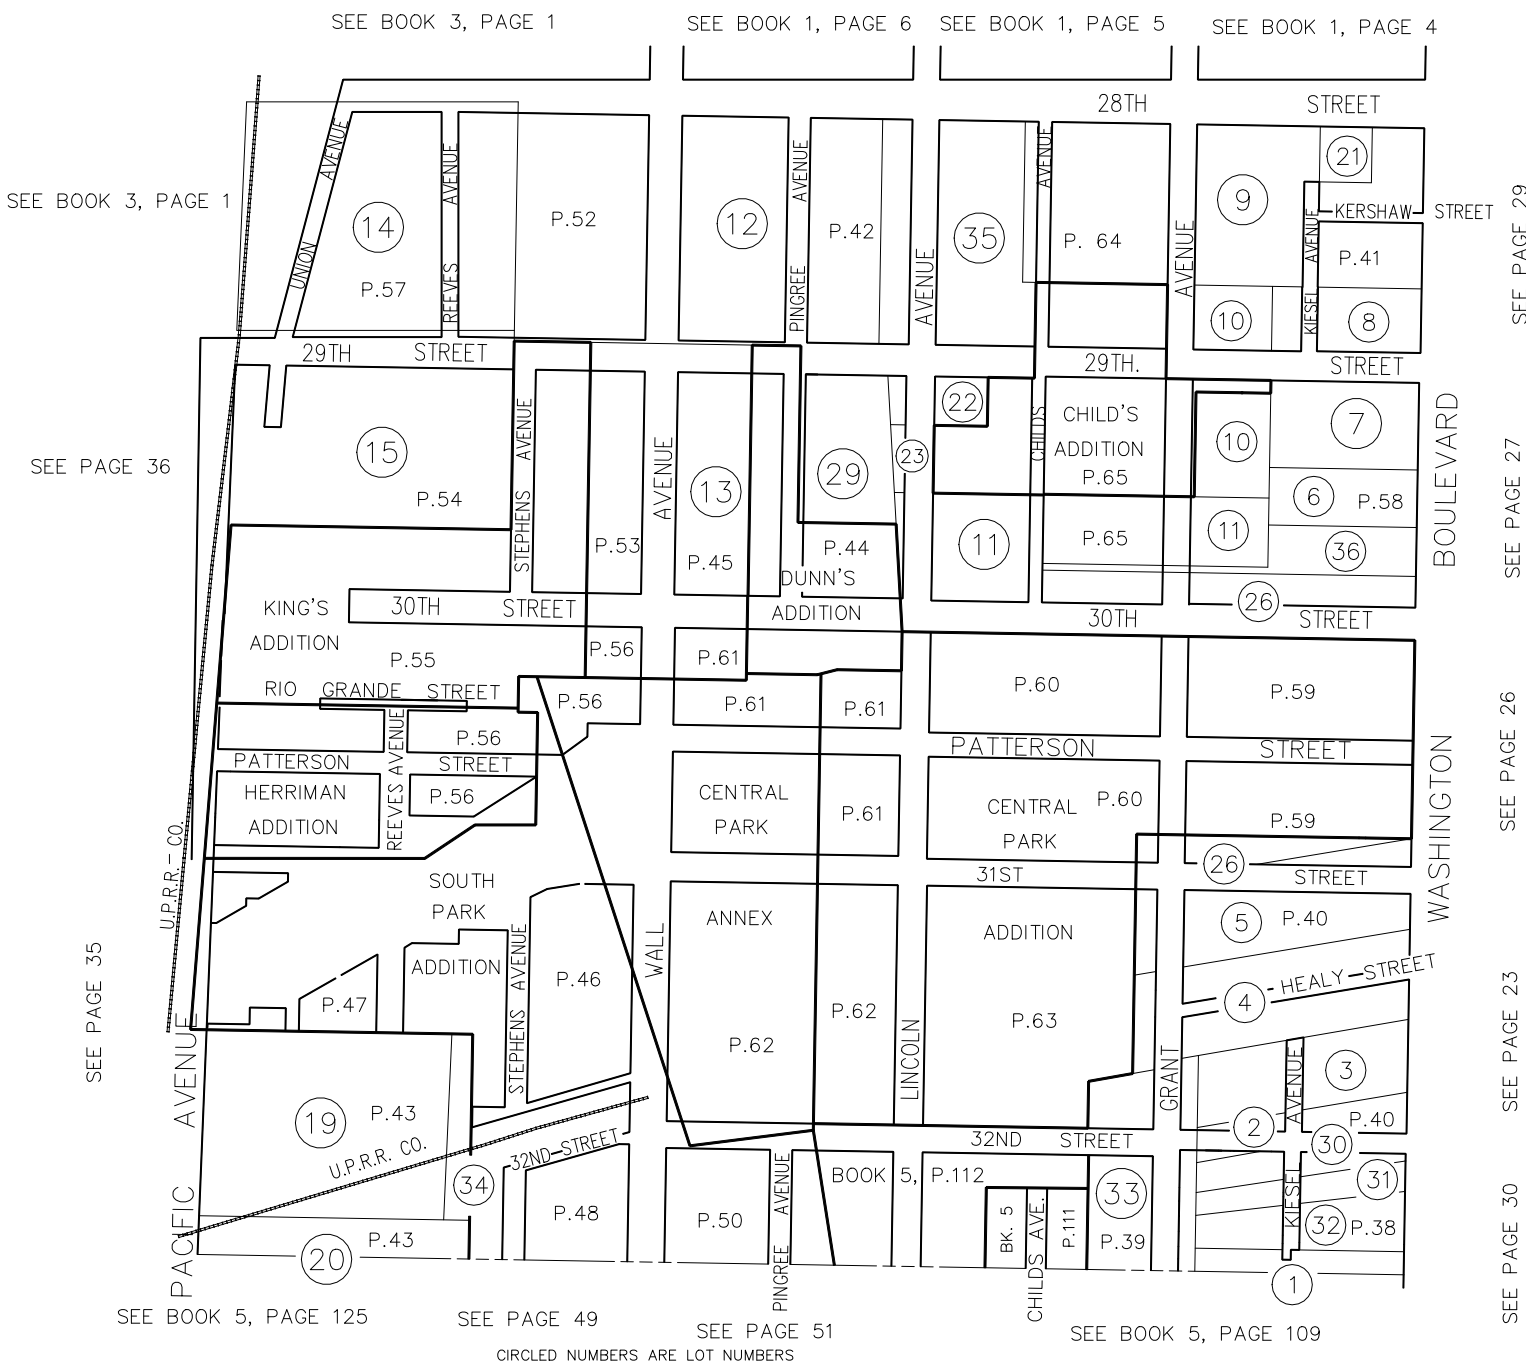 SEE BOOK 3, PAGE 1
SEE BOOK 1, PAGE 6
SEE BOOK 1, PAGE 5
SEE BOOK 1, PAGE 4
28TH STREET
SEE BOOK 3, PAGE 1
UNION AVENUE
14
P.57
REEVES AVENUE
P.52
12
PINGREE AVENUE
P.42
AVENUE
35
AVENUE
P. 64
AVENUE
9
21
KERSHAW STREET
KIESEL AVENUE
P.41
10
8
SEE PAGE 29
29TH STREET
29TH.
STREET
SEE PAGE 36
15
P.54
STEPHENS AVENUE
P.53
AVENUE
13
P.45
29
23
P.44
22
CHILDS
CHILD'S
ADDITION
P.65
10
7
6
P.58
BOULEVARD
SEE PAGE 27
11
P.65
11
36
26
DUNN'S
ADDITION
KING'S
ADDITION
30TH STREET
30TH
STREET
P.55
P.56
P.61
RIO GRANDE STREET
P.56
P.61
P.61
P.60
P.59
SEE PAGE 26
REEVES AVENUE
P.56
PATTERSON STREET
PATTERSON STREET
HERRIMAN
ADDITION
P.56
CENTRAL
PARK
P.61
CENTRAL
PARK
P.60
P.59
WASHINGTON
U.P.R.R. CO.
26
31ST
STREET
SOUTH
PARK
ADDITION
STEPHENS AVENUE
P.46
WALL
ANNEX
ADDITION
5
P.40
HEALY STREET
4
SEE PAGE 35
P.47
P.62
P.62
LINCOLN
P.63
GRANT
SEE PAGE 23
AVENUE
3
P.40
2
30
PACIFIC AVENUE
19
P.43
U.P.R.R. CO.
32ND STREET
32ND STREET
34
P.48
P.50
PINGREE AVENUE
BOOK 5, P.112
BK. 5
CHILDS AVE.
P.111
33
P.39
KIESEL
31
32
P.38
SEE PAGE 30
P.43
20
1
SEE BOOK 5, PAGE 125
SEE PAGE 49
SEE PAGE 51
SEE BOOK 5, PAGE 109
CIRCLED NUMBERS ARE LOT NUMBERS